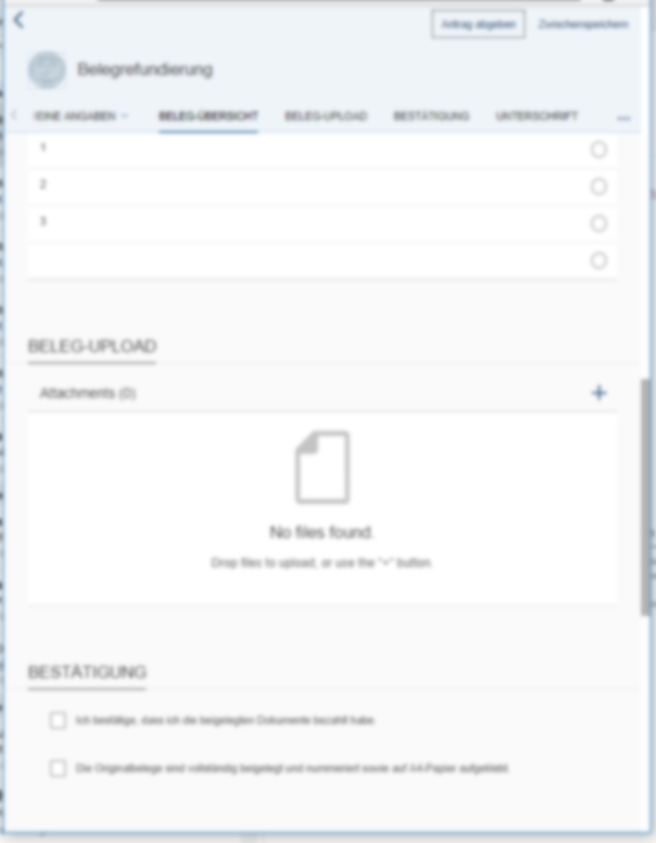 Antrag abgeben Zwischenspeichern
Belegrefundierung
EINE ANGABEN BELEG-ÜBERSICHT BELEG-UPLOAD BESTÄTIGUNG UNTERSCHRIFT
1
2
3
BELEG-UPLOAD
Attachments (0)
No files found.
Drop files to upload, or use the "+" button.
BESTÄTIGUNG
Ich bestätige, dass ich die beigelegten Dokumente bezahlt habe.
Die Originalbelege sind vollständig beigelegt und nummeriert sowie auf A4-Papier aufgeklebt.